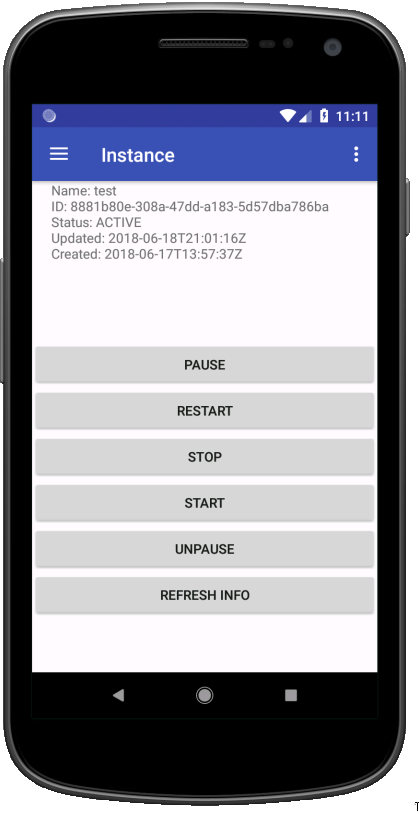 11:11
Instance
Name: test
ID: 8881b80e-308a-47dd-a183-5d57dba786ba
Status: ACTIVE
Updated: 2018-06-18T21:01:16Z
Created: 2018-06-17T13:57:37Z
PAUSE
RESTART
STOP
START
UNPAUSE
REFRESH INFO